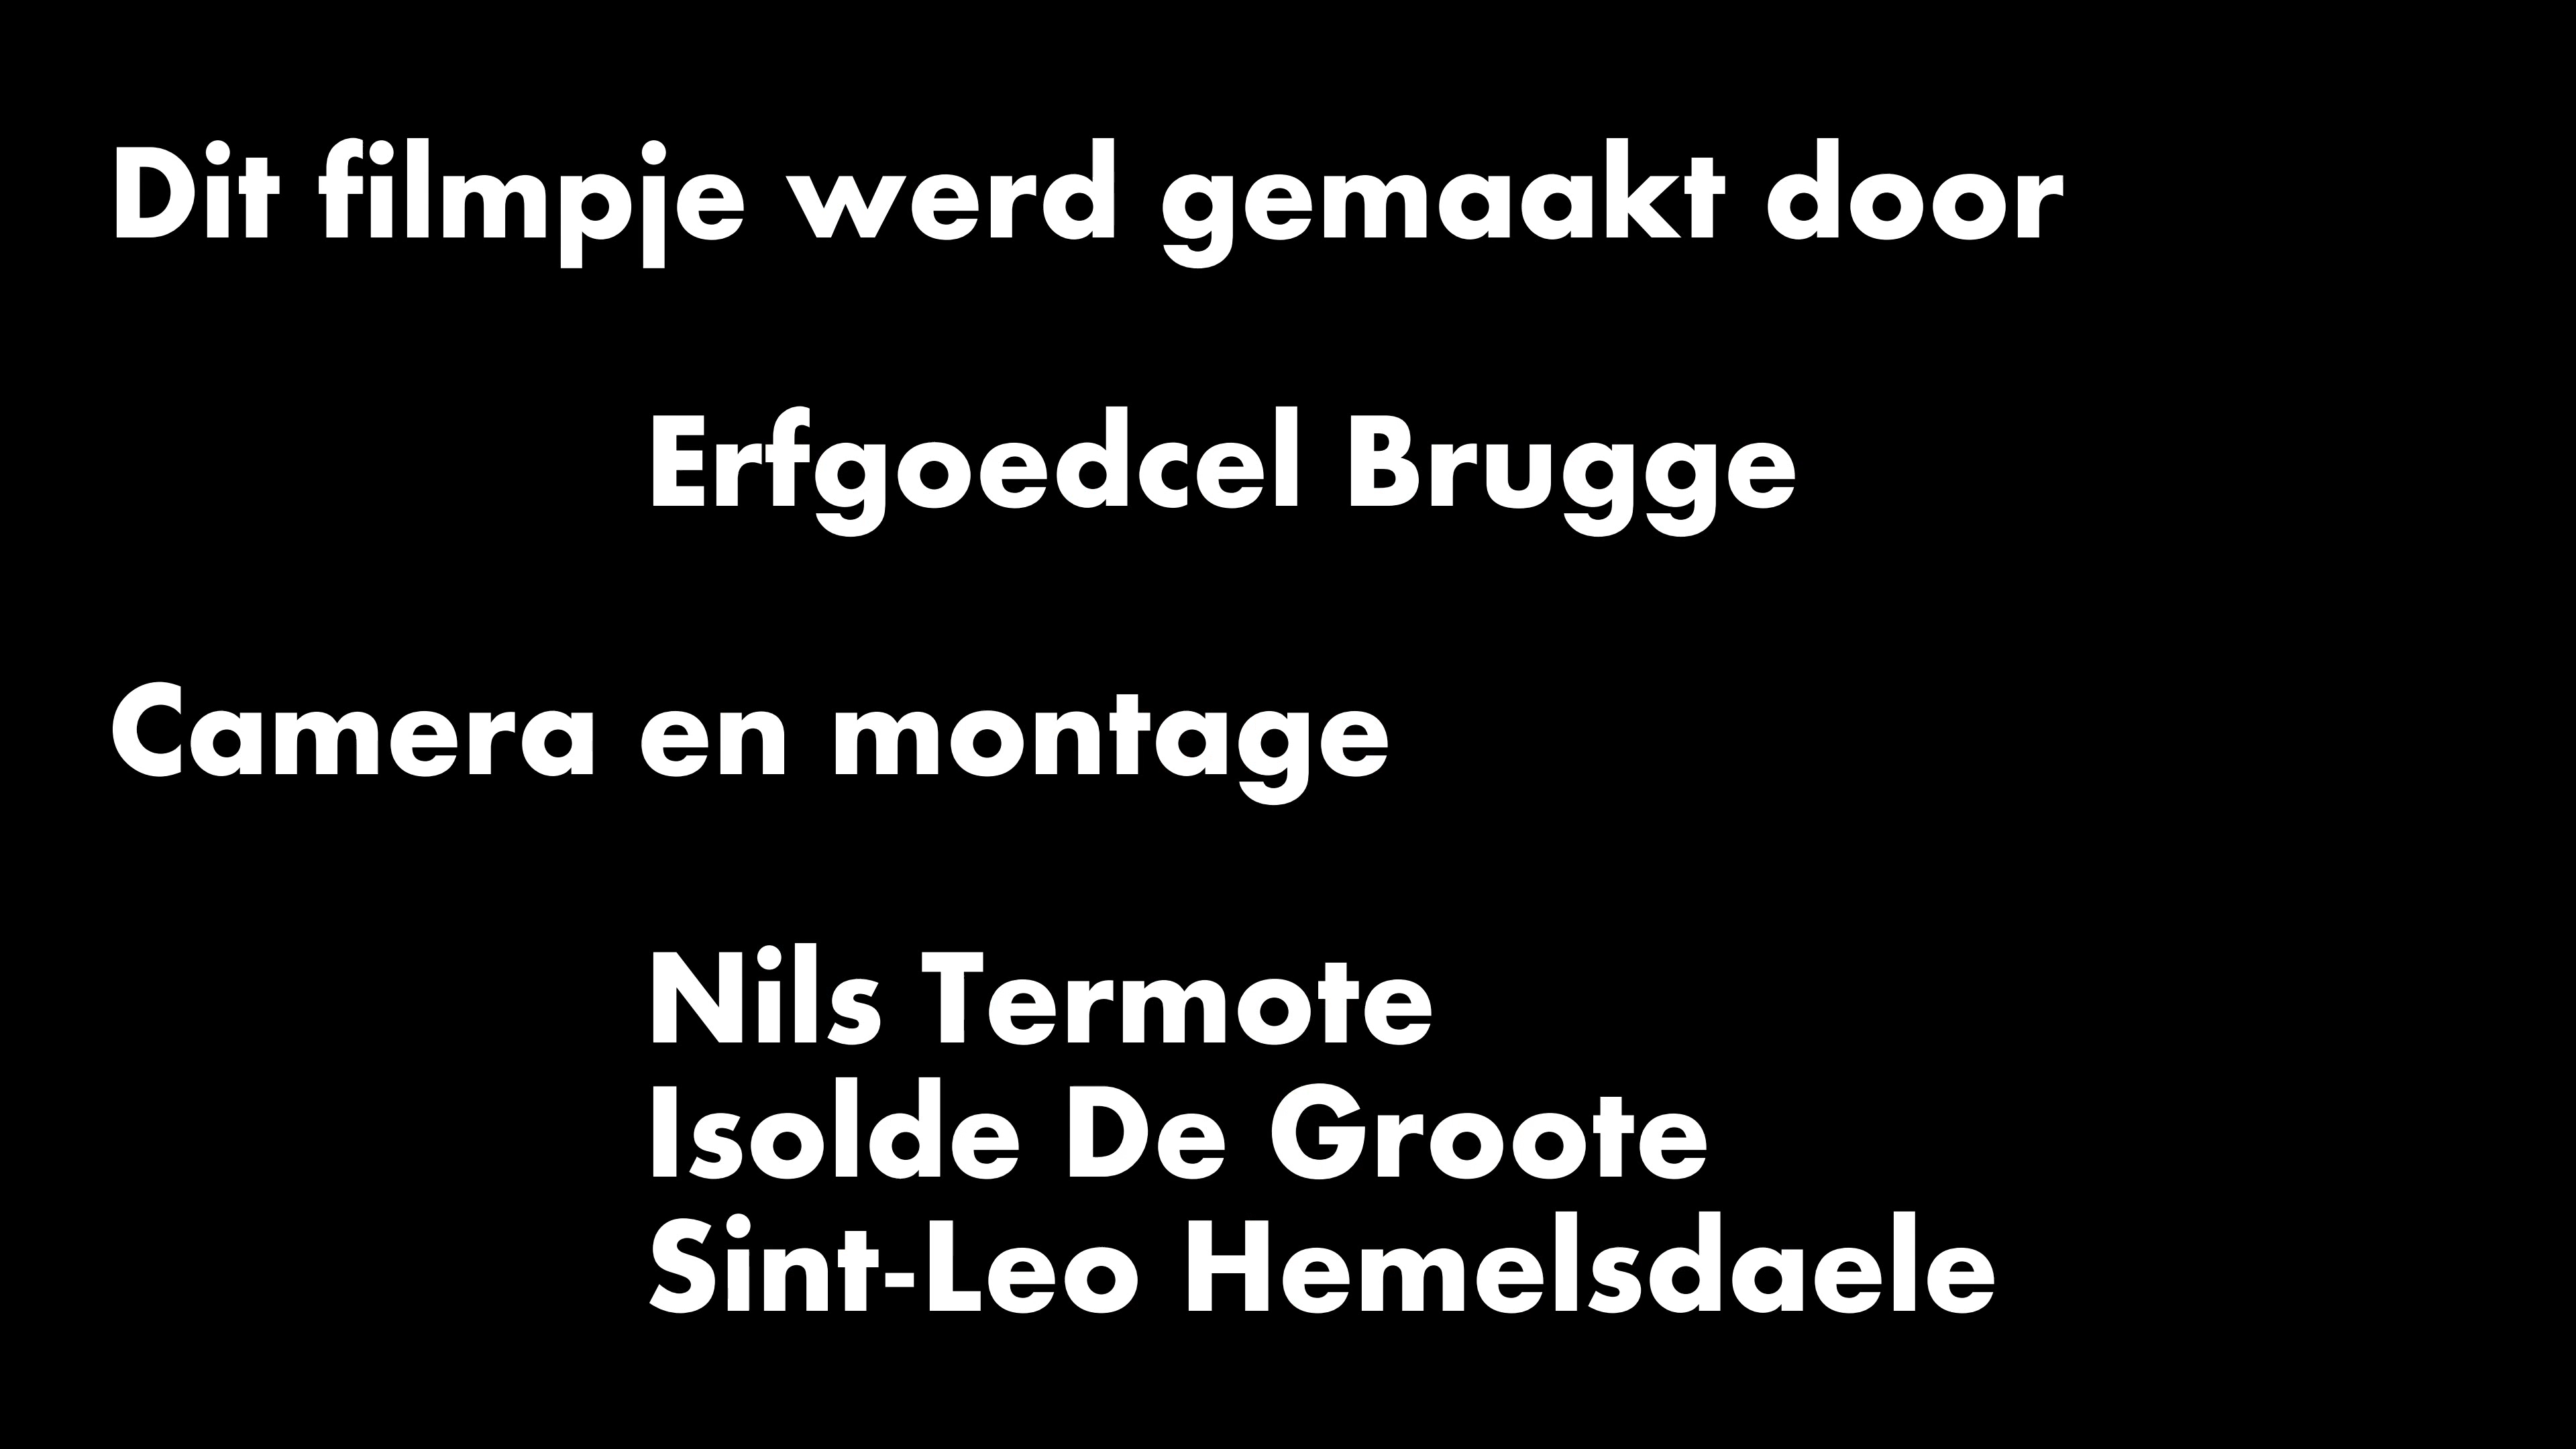 Dit filmpje werd gemaakt door
Erfgoedcel Brugge
Camera en montage
Nils Termote
Isolde De Groote
Sint-Leo Hemelsdaele